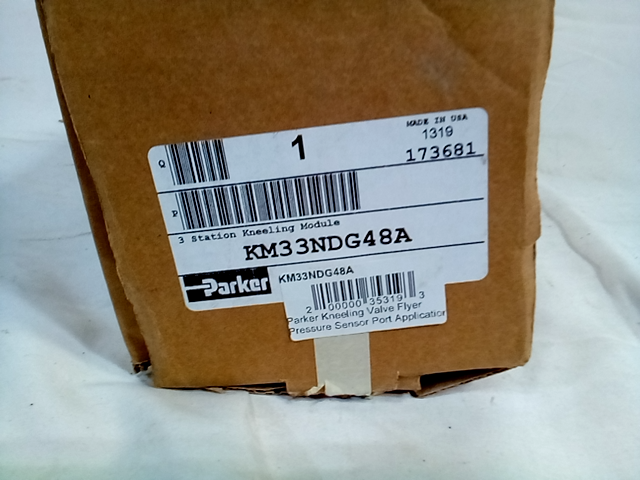 Q
1
MADE IN USA
1319
173681
P
3 Station Kneeling Module
KM33NDG48A
Parker
KM33NDG48A
2 00000 35319 3
Parker Kneeling Valve Flyer
Pressure Sensor Port Application